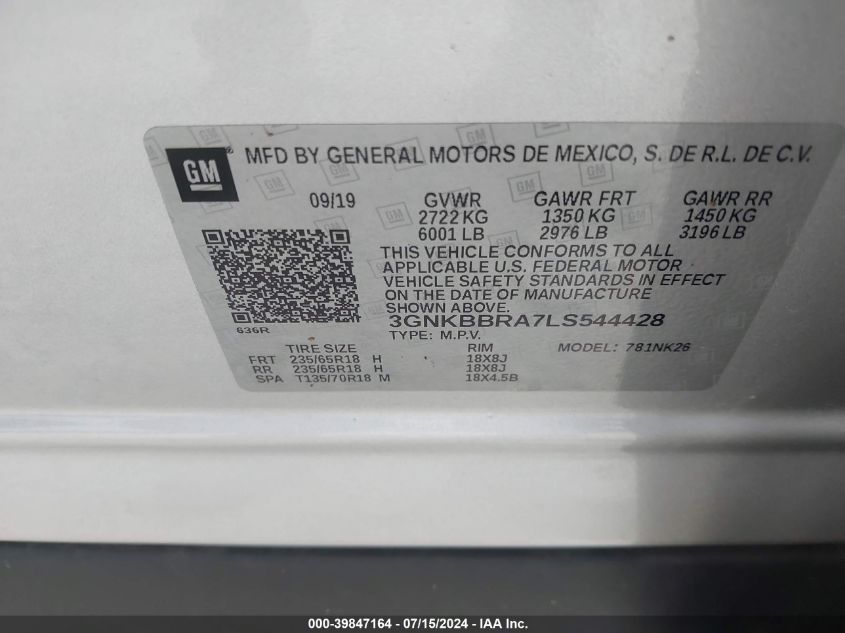 GM ® MFD BY GENERAL MOTORS DE MEXICO, S. DE R.L. DE C.V.
09/19 GVWR GAWR FRT GAWR RR
2722 KG 1350 KG 1450 KG
6001 LB 2976 LB 3196 LB
THIS VEHICLE CONFORMS TO ALL
APPLICABLE U.S. FEDERAL MOTOR
VEHICLE SAFETY STANDARDS IN EFFECT
ON THE DATE OF MANUFACTURE
SHOWN ABOVE.
3GNKBBRA7LS544428
636R TYPE: M.P.V. MODEL: 781NK26
TIRE SIZE RIM
FRT 235/65R18 H 18X8J
RR 235/65R18 H 18X8J
SPA T135/70R18 M 18X4.5B
000-39847164 - 07/15/2024 - IAA Inc.